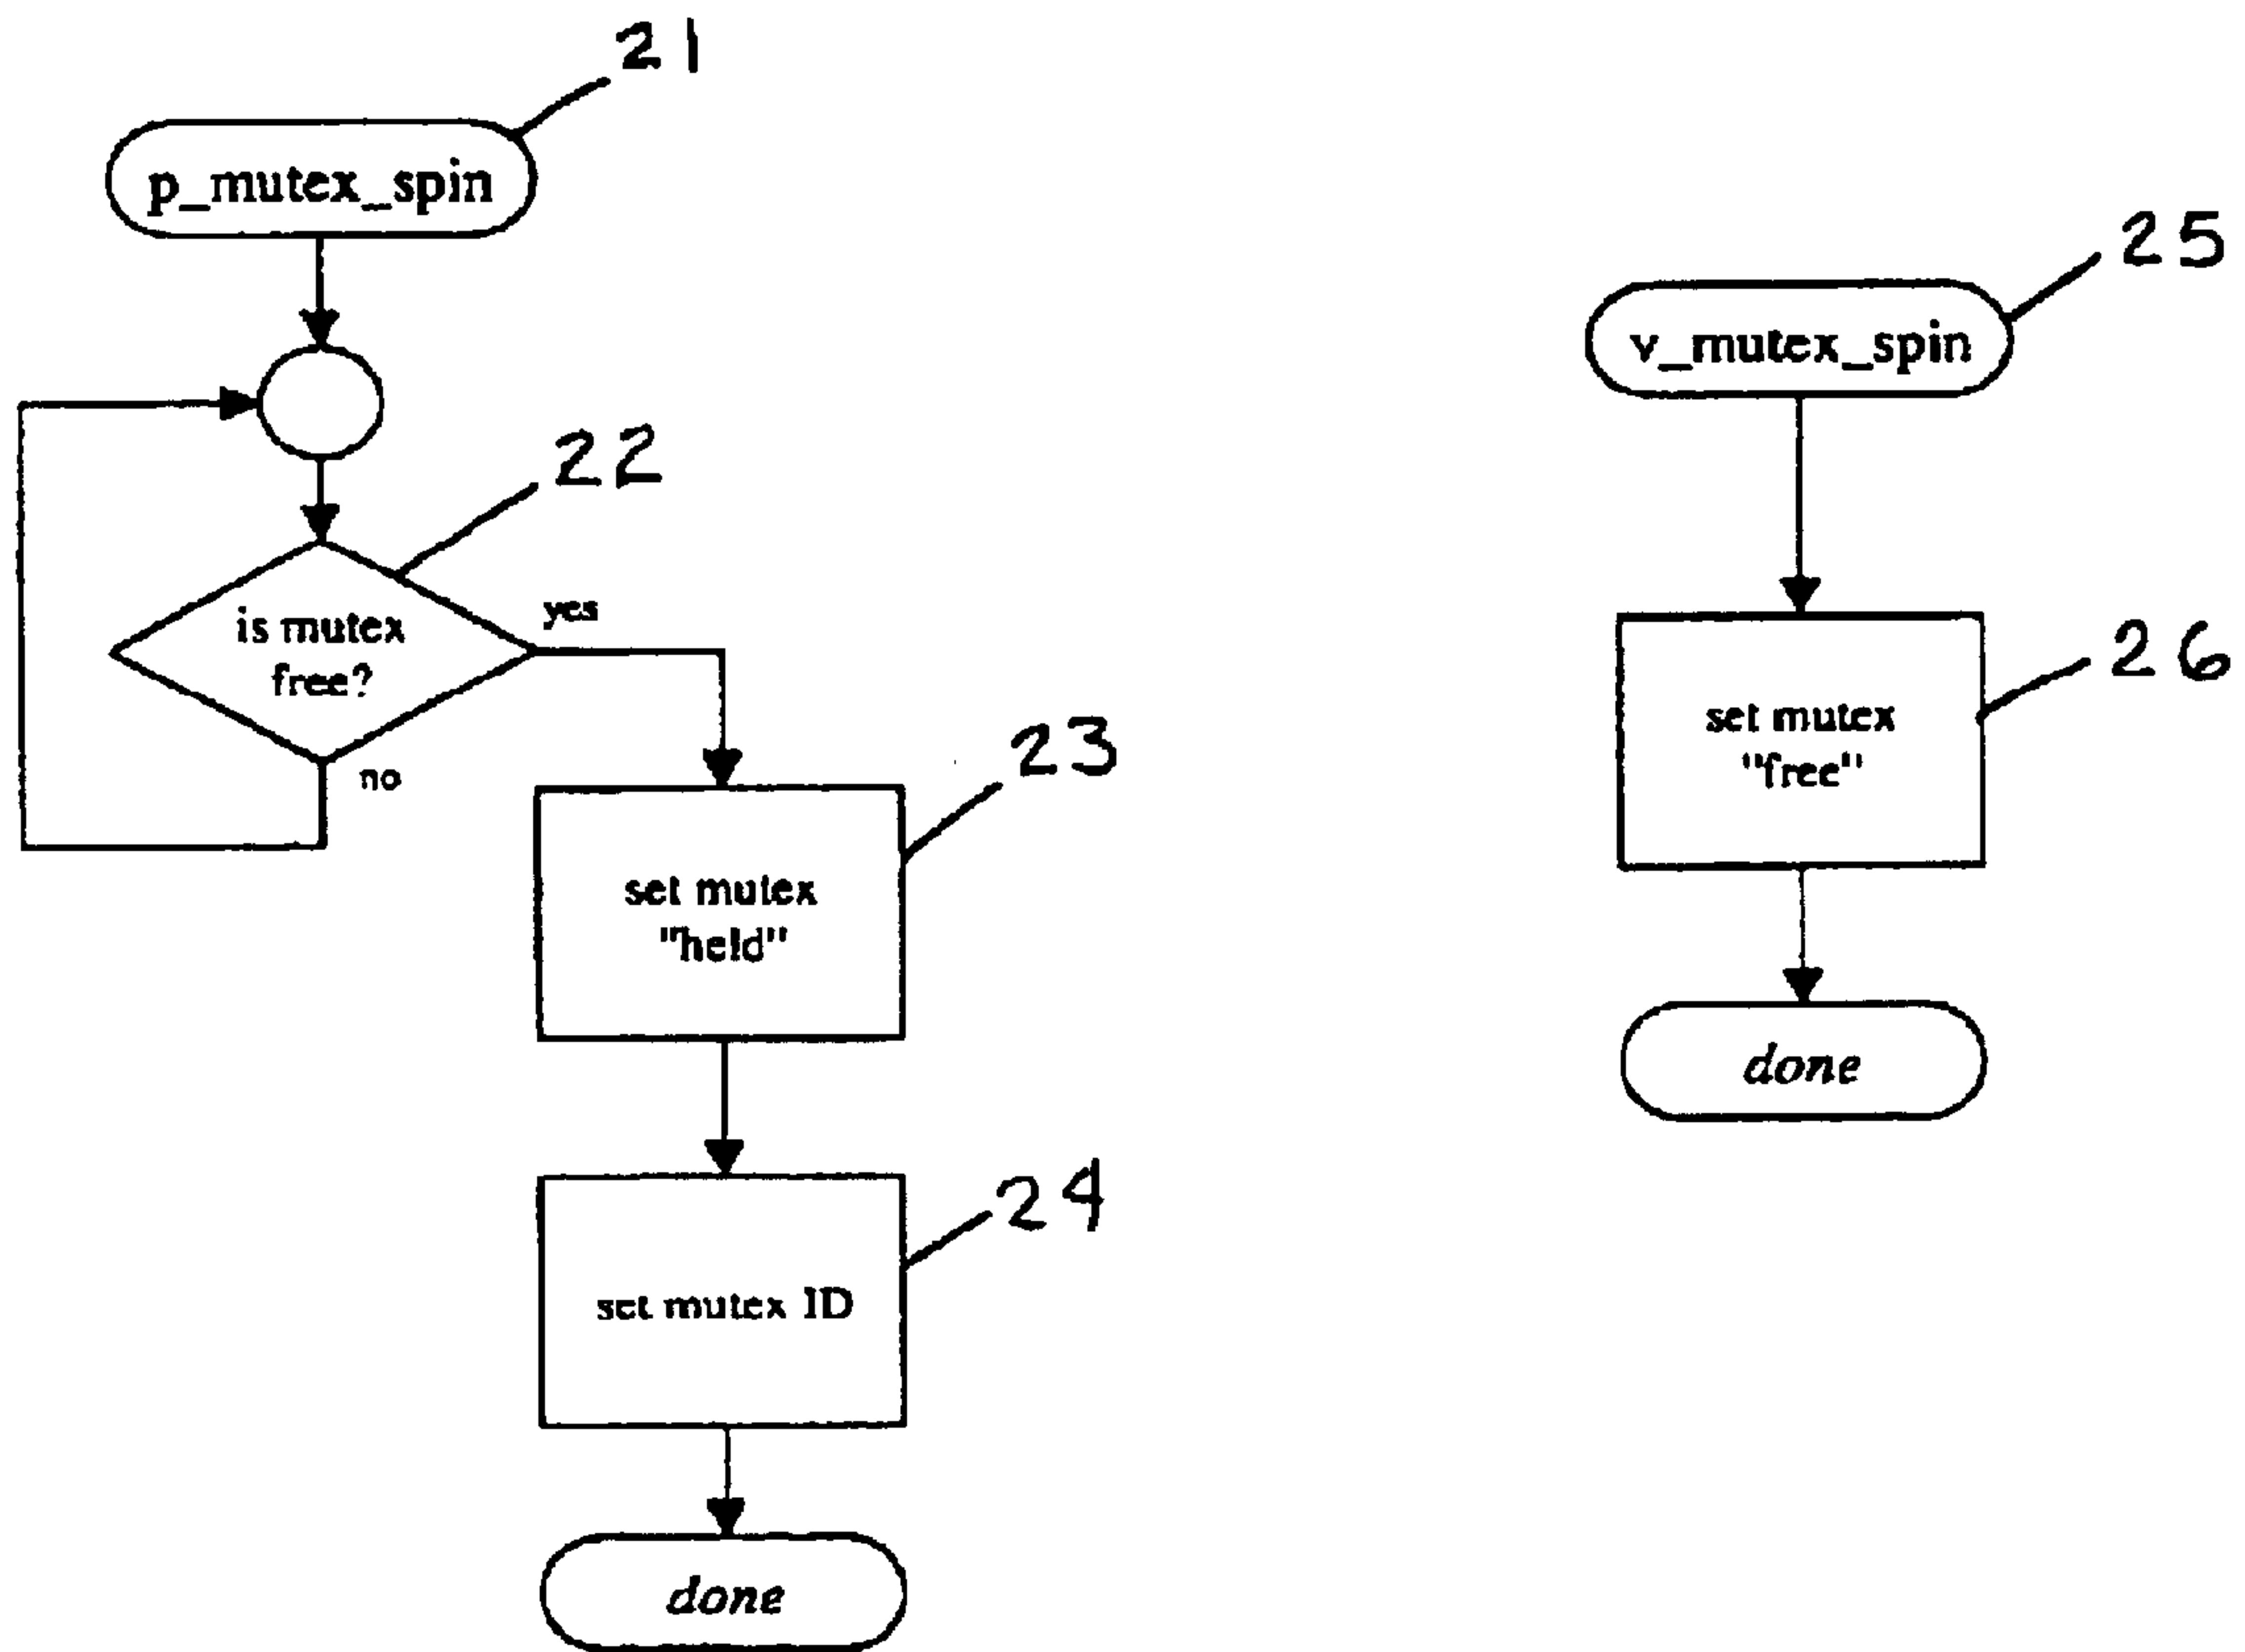 21
p_mutex_spin
22
is mutex
free?
yes
no
23
set mutex
"held"
24
set mutex ID
done
25
v_mutex_spin
26
set mutex
"free"
done